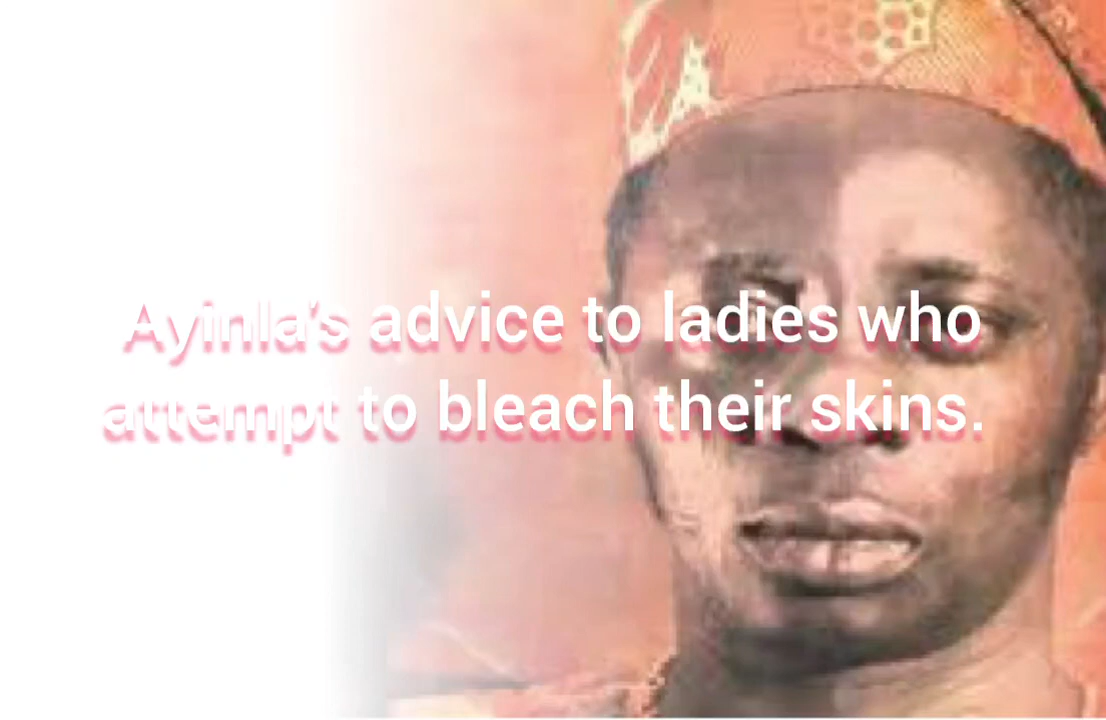 Ayinla's advice to ladies who
attempt to bleach their skins.